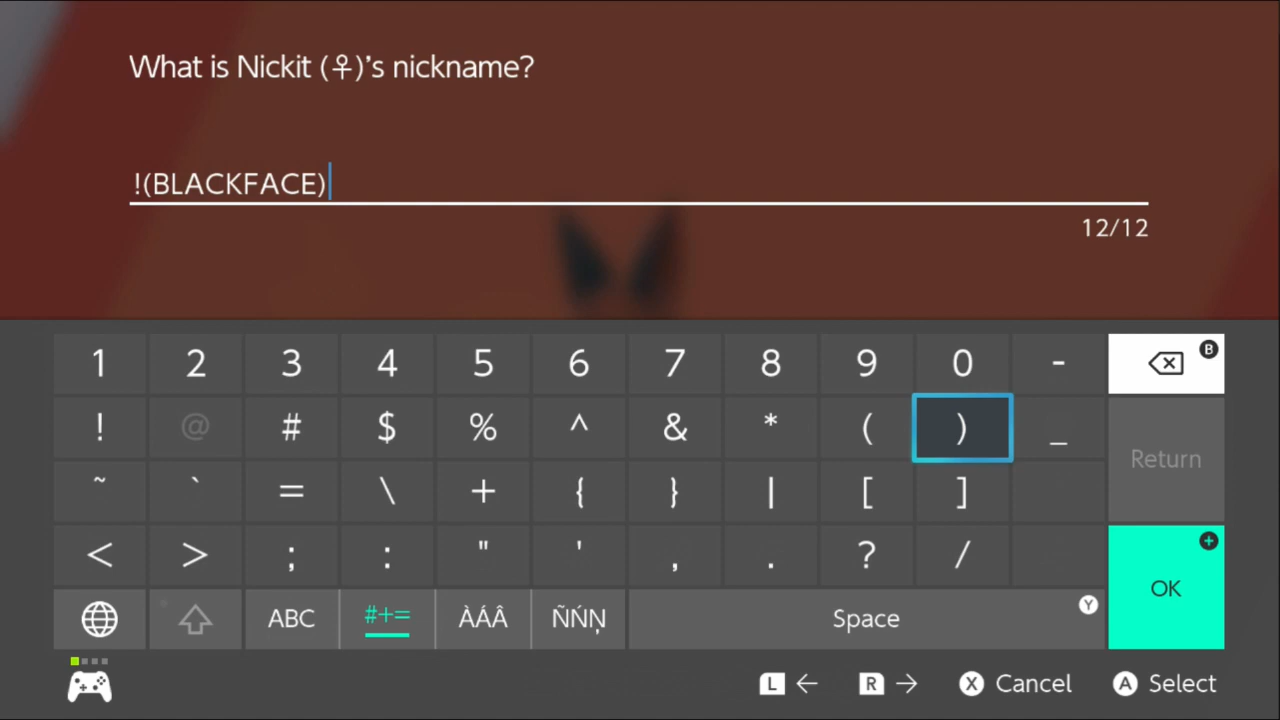 What is Nickit (♀)'s nickname?
!(BLACKFACE)
12/12
1 2 3 4 5 6 7 8 9 0 - B
! @ # $ % ^ & * ( ) _
Return
~ ` = \ + { } | [ ]
< > ; : " ' , . ? / +
OK
ABC #+= ÀÁÂ ÑŃŅ Space Y
L ← R → X Cancel A Select